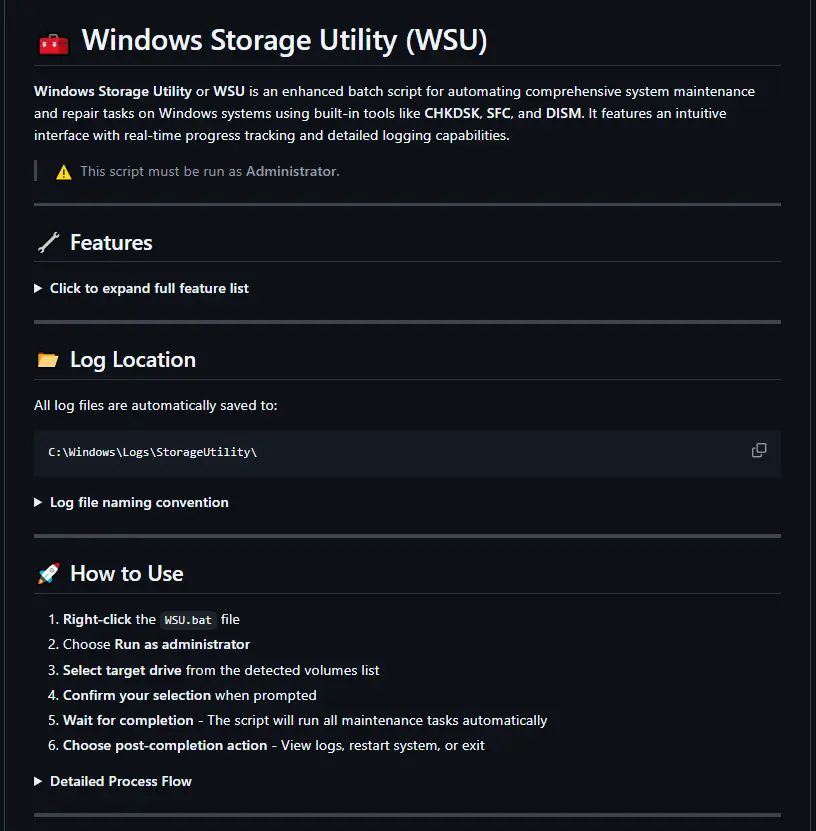 Windows Storage Utility (WSU)
Windows Storage Utility or WSU is an enhanced batch script for automating comprehensive system maintenance
and repair tasks on Windows systems using built-in tools like CHKDSK, SFC, and DISM. It features an intuitive
interface with real-time progress tracking and detailed logging capabilities.
This script must be run as Administrator.
Features
Click to expand full feature list
Log Location
All log files are automatically saved to:
C:\Windows\Logs\StorageUtility\
Log file naming convention
How to Use
1. Right-click the WSU.bat file
2. Choose Run as administrator
3. Select target drive from the detected volumes list
4. Confirm your selection when prompted
5. Wait for completion - The script will run all maintenance tasks automatically
6. Choose post-completion action - View logs, restart system, or exit
Detailed Process Flow